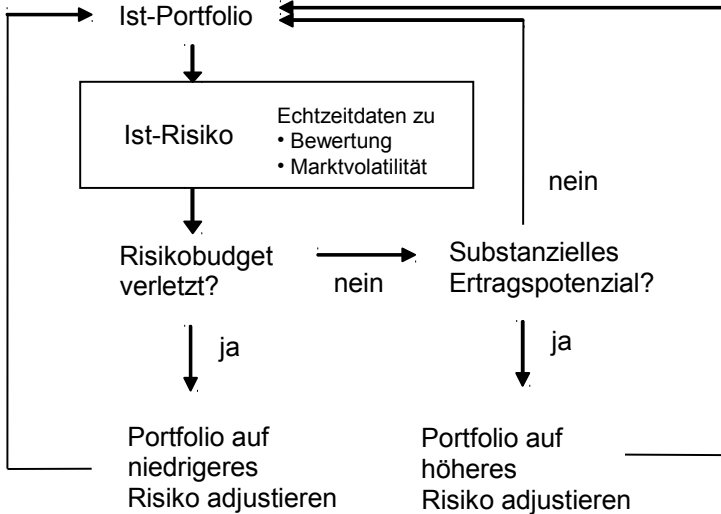 Ist-Portfolio
Ist-Risiko
Echtzeitdaten zu
• Bewertung
• Marktvolatilität
nein
Risikobudget
verletzt?
nein
Substanzielles
Ertragspotenzial?
ja
ja
Portfolio auf
niedrigeres
Risiko adjustieren
Portfolio auf
höheres
Risiko adjustieren